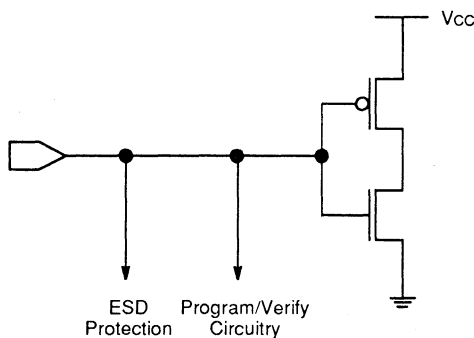 Vcc
ESD
Protection
Program/Verify
Circuitry